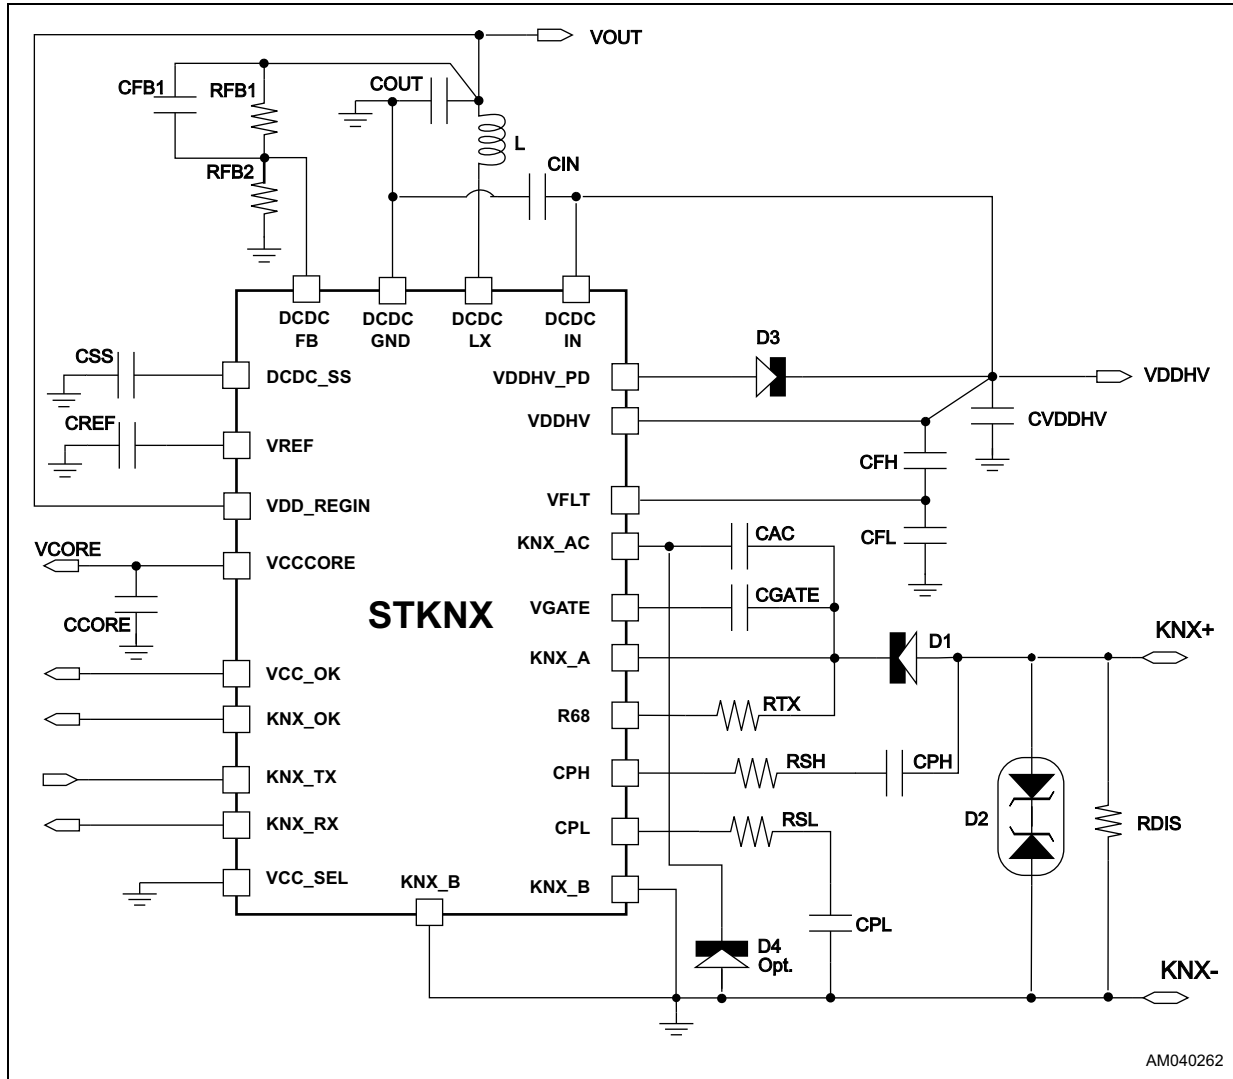 VOUT
CFB1
RFB1
COUT
L
RFB2
CIN
DCDC
FB
DCDC
GND
DCDC
LX
DCDC
IN
CSS
DCDC_SS
D3
VDDHV_PD
VDDHV
CREF
VREF
VDDHV
CVDDHV
CFH
VDD_REGIN
VFLT
KNX_AC
CAC
CFL
VCORE
VCCCORE
STKNX
VGATE
CGATE
CCORE
KNX_A
D1
KNX+
VCC_OK
KNX_OK
R68
RTX
KNX_TX
CPH
RSH
CPH
KNX_RX
CPL
RSL
D2
RDIS
VCC_SEL
KNX_B
KNX_B
CPL
D4
Opt.
KNX-
AM040262